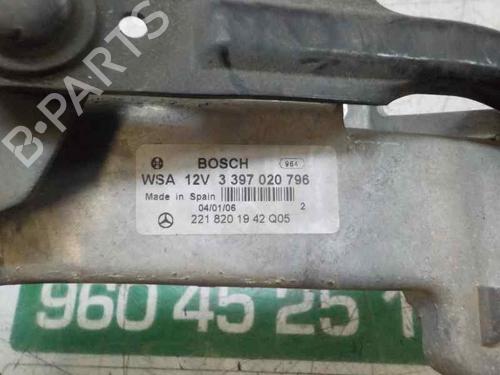 BOSCH 964
WSA 12V 3 397 020 796
Made in Spain
04/01/06 2
221 820 19 42 Q05
960 45 25 1
B-PARTS